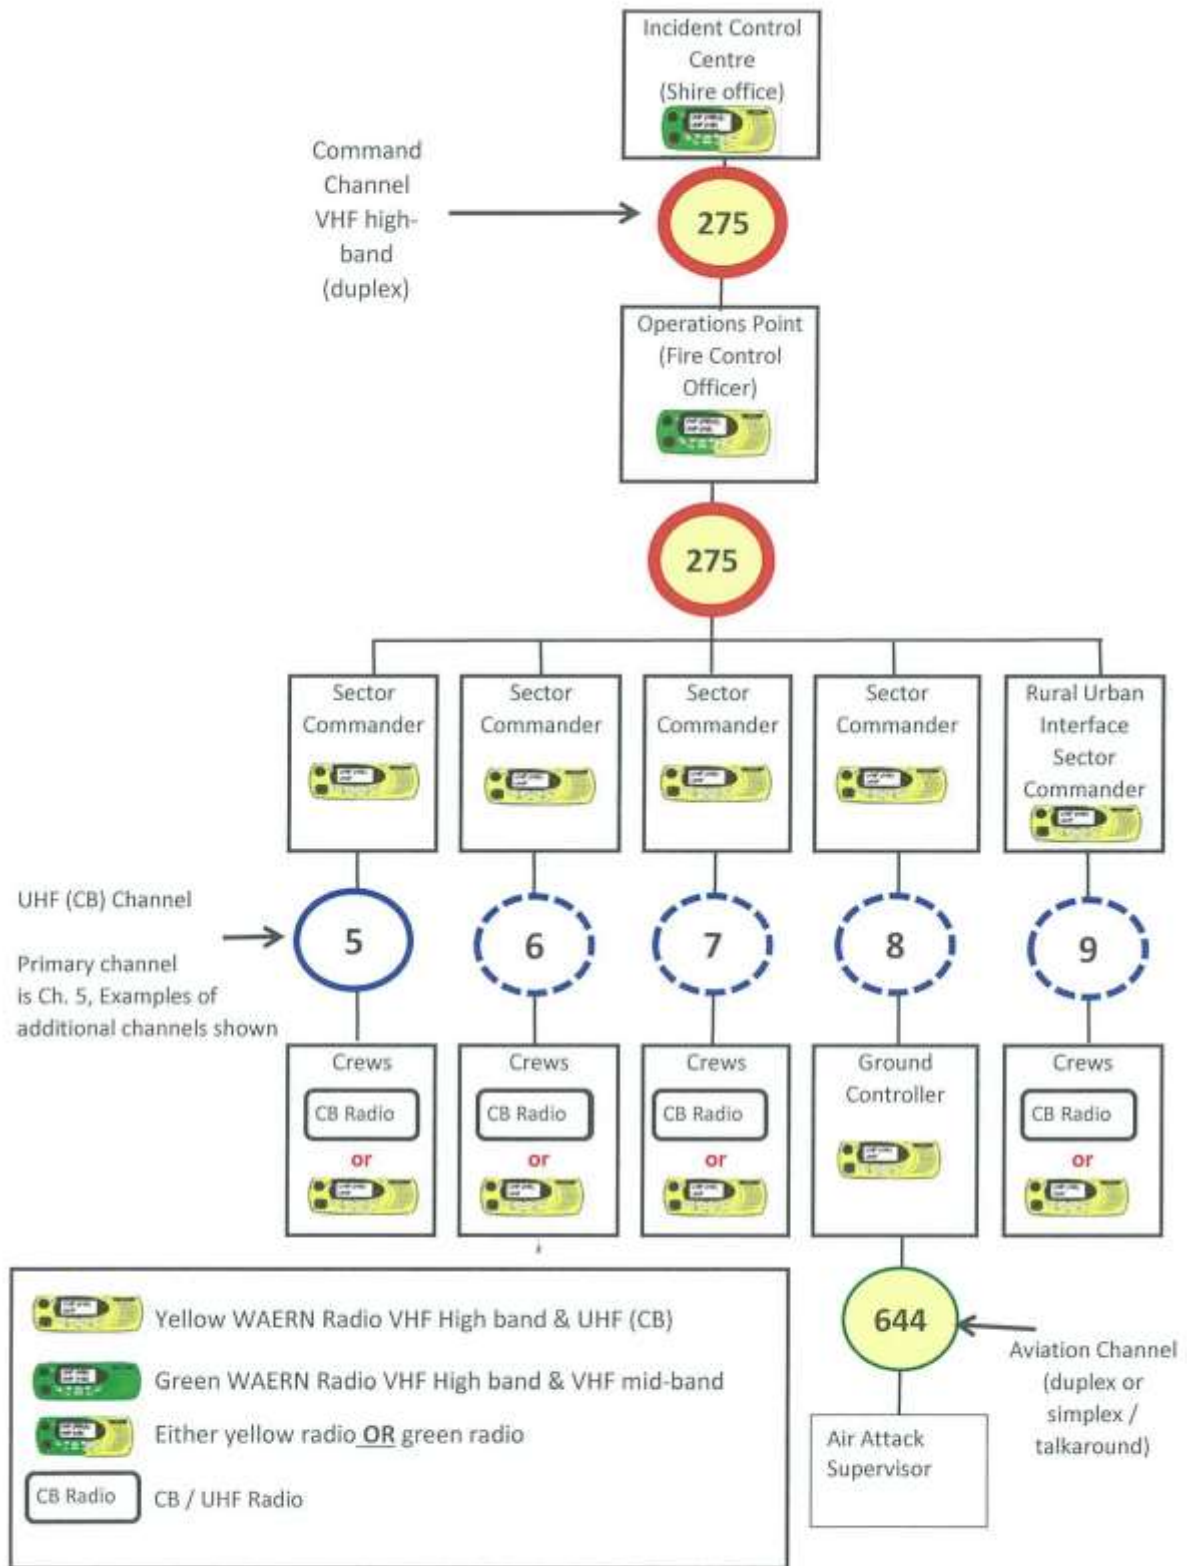 Incident Control
Centre
(Shire office)
Command
Channel
VHF high-
band
(duplex)
275
Operations Point
(Fire Control
Officer)
275
Sector
Commander
Sector
Commander
Sector
Commander
Sector
Commander
Rural Urban
Interface
Sector
Commander
UHF (CB) Channel
Primary channel
is Ch. 5, Examples of
additional channels shown
5
6
7
8
9
Crews
CB Radio
or
Crews
CB Radio
or
Crews
CB Radio
or
Ground
Controller
Crews
CB Radio
or
644
Aviation Channel
(duplex or
simplex /
talkaround)
Air Attack
Supervisor
Yellow WAERN Radio VHF High band & UHF (CB)
Green WAERN Radio VHF High band & VHF mid-band
Either yellow radio OR green radio
CB Radio
CB / UHF Radio